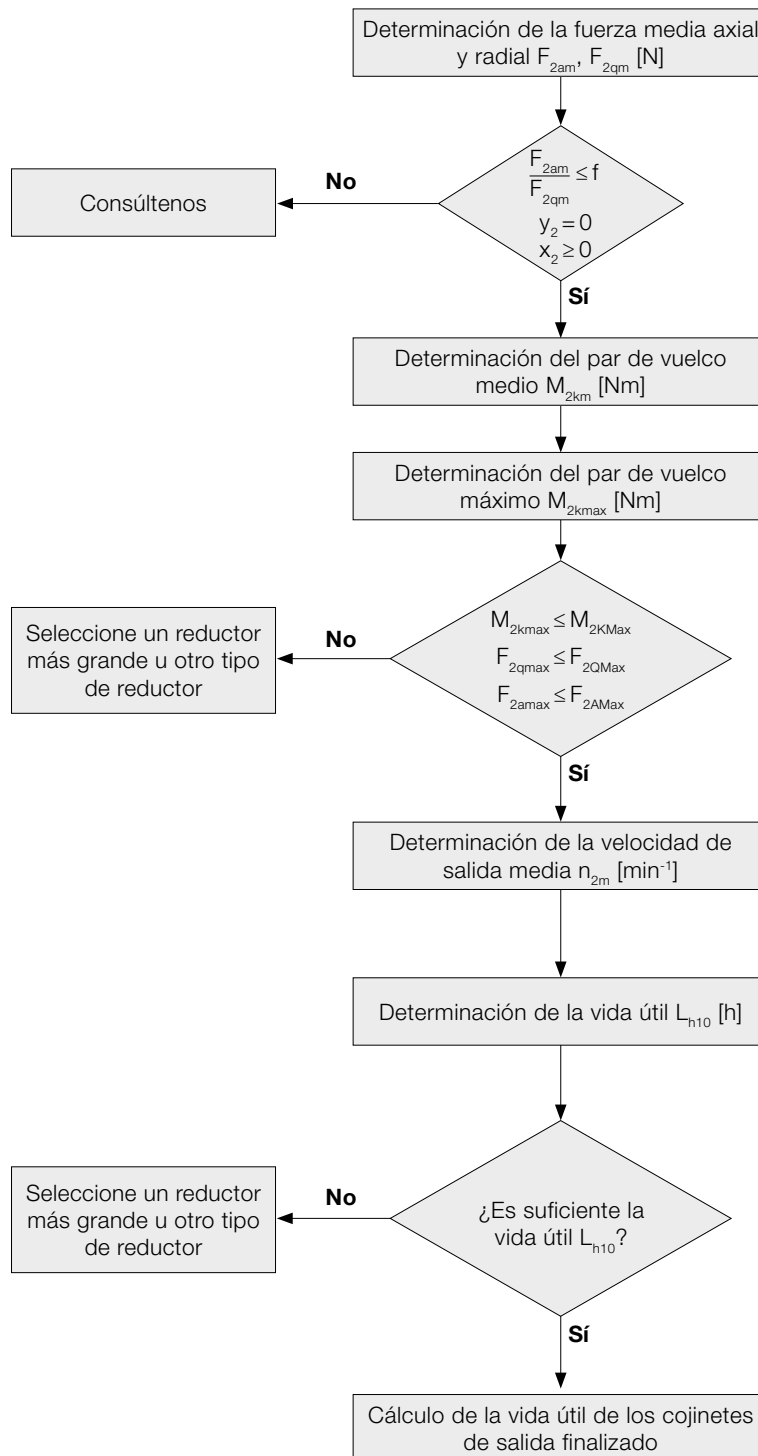 Determinación de la fuerza media axial
y radial F2am, F2qm [N]
F2am
F2qm
≤ f
y2 = 0
x2 ≥ 0
No
Consúltenos
Sí
Determinación del par de vuelco
medio M2km [Nm]
Determinación del par de vuelco
máximo M2kmax [Nm]
M2kmax ≤ M2KMax
F2qmax ≤ F2QMax
F2amax ≤ F2AMax
No
Seleccione un reductor
más grande u otro tipo
de reductor
Sí
Determinación de la velocidad de
salida media n2m [min-1]
Determinación de la vida útil Lh10 [h]
¿Es suficiente la
vida útil Lh10?
No
Seleccione un reductor
más grande u otro tipo
de reductor
Sí
Cálculo de la vida útil de los cojinetes
de salida finalizado